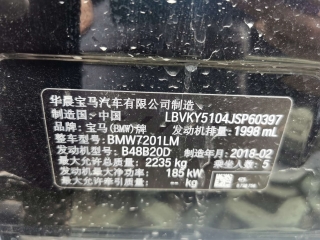 华晨宝马汽车有限公司制造
制造国：中国 LBVKY5104JSP60397
品牌：宝马(BMW)牌 发动机排量：1998 mL
整车型号：BMW7201LM
发动机型号：B48B20D 制造年月：2018-02
最大允许总质量：2235 kg 乘坐人数：5
发动机最大净功率：185 kW
最大允许牵引质量：-- kg